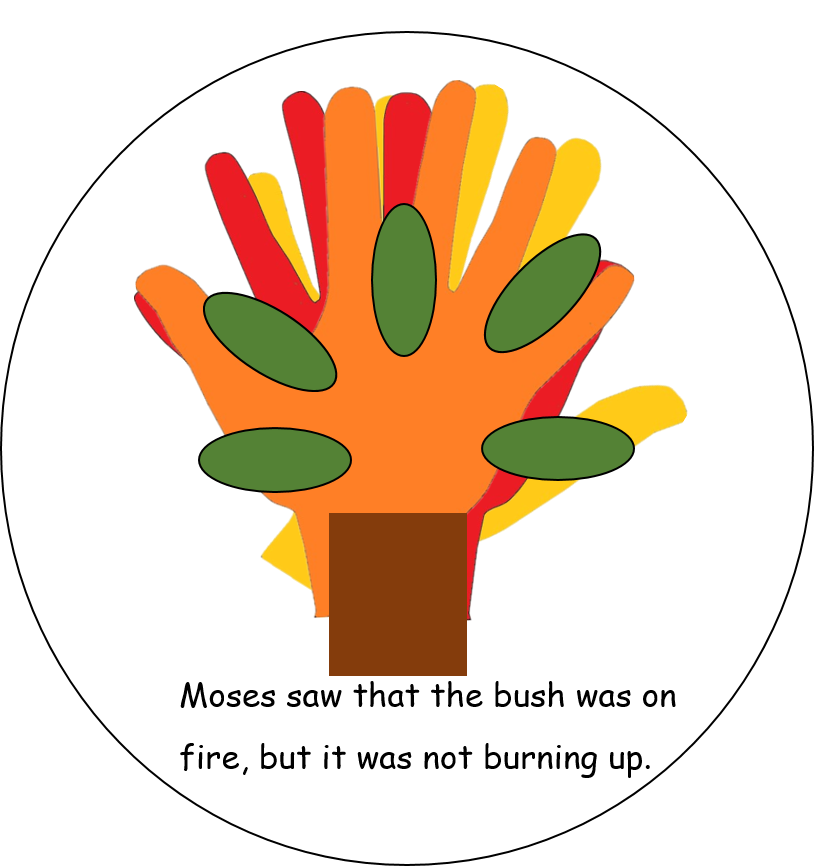 Moses saw that the bush was on
fire, but it was not burning up.